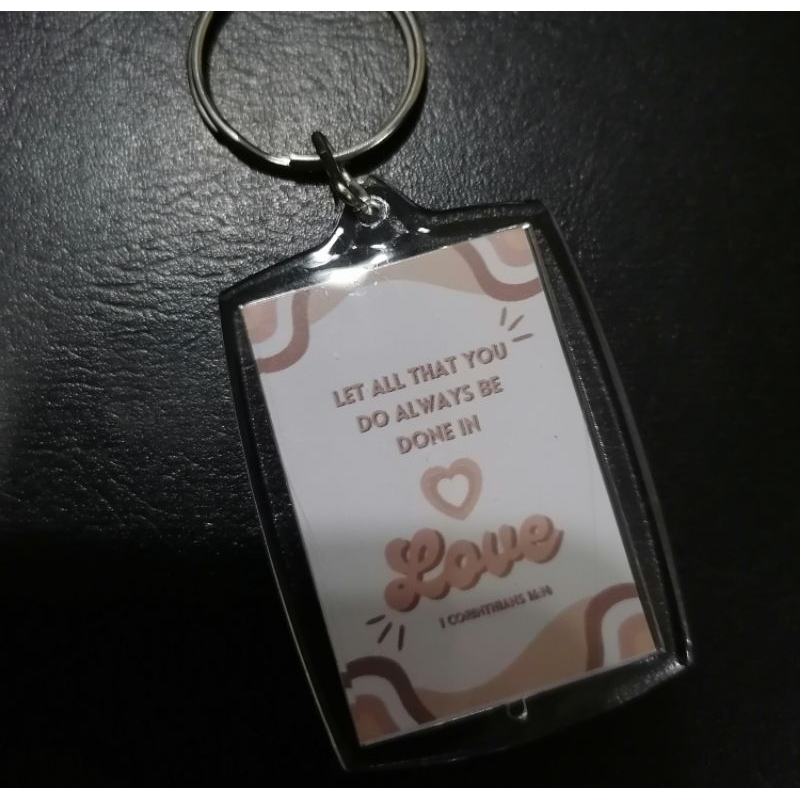 LET ALL THAT YOU
DO ALWAYS BE
DONE IN
Love
1 CORINTHIANS 16:14